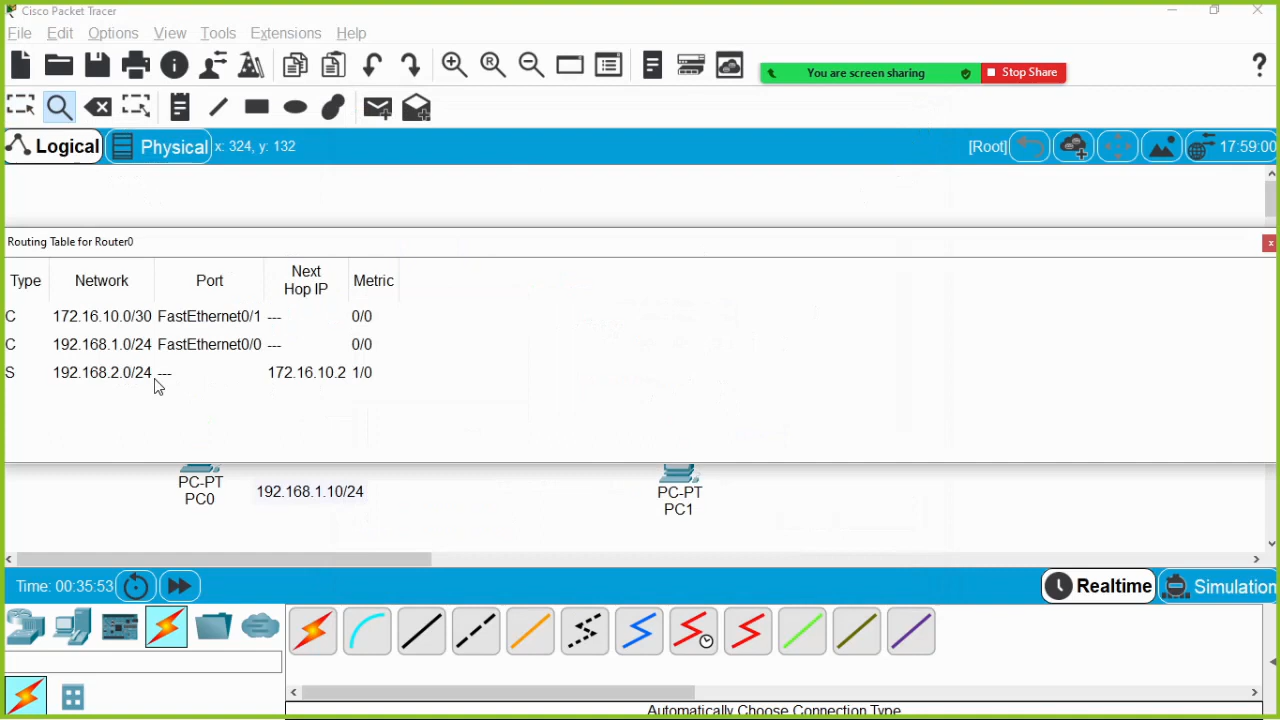 Cisco Packet Tracer
File Edit Options View Tools Extensions Help
You are screen sharing Stop Share
Logical Physical x: 324, y: 132 [Root] 17:59:00
Routing Table for Router0
Type Network Port Next Hop IP Metric
C 172.16.10.0/30 FastEthernet0/1 --- 0/0
C 192.168.1.0/24 FastEthernet0/0 --- 0/0
S 192.168.2.0/24 --- 172.16.10.2 1/0
PC-PT
PC0
192.168.1.10/24
PC-PT
PC1
Time: 00:35:53 Realtime Simulation
Automatically Choose Connection Type